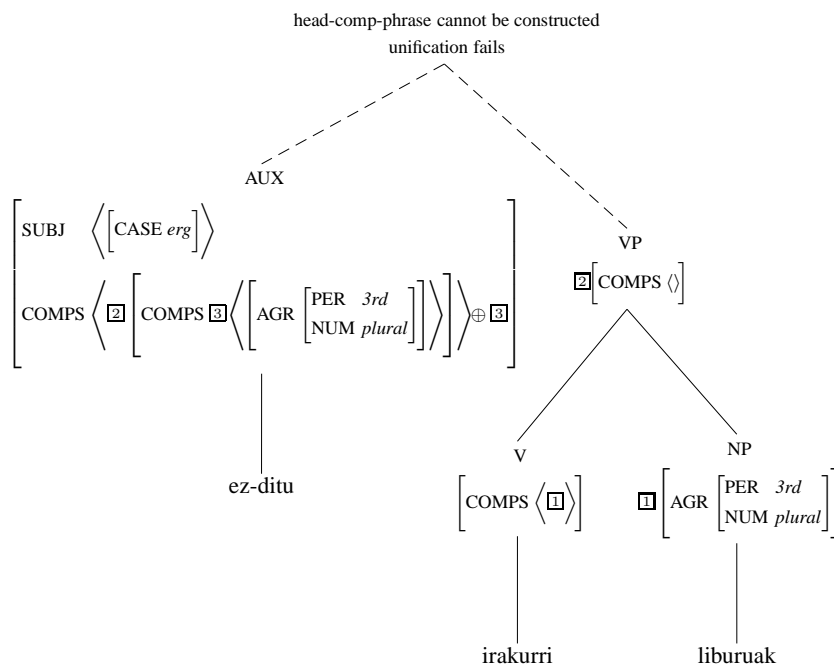 head-comp-phrase cannot be constructed
unification fails
AUX
SUBJ ⟨[CASE erg]⟩
COMPS ⟨2[COMPS 3⟨[AGR [PER 3rd
NUM plural]]⟩]⟩⊕ 3
VP
2[COMPS ⟨⟩]
ez-ditu
V
[COMPS ⟨1⟩]
NP
1[AGR [PER 3rd
NUM plural]]
irakurri
liburuak